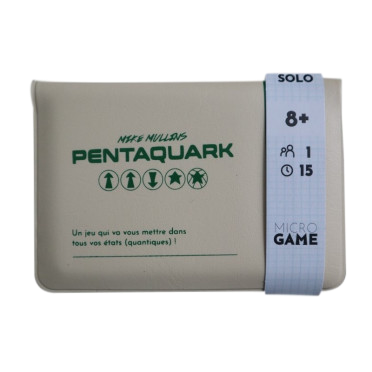 MIKE MULLINS
PENTAQUARK
Un jeu qui va vous mettre dans
tous vos états (quantiques) !
SOLO
8+
1
15
MICRO
GAME